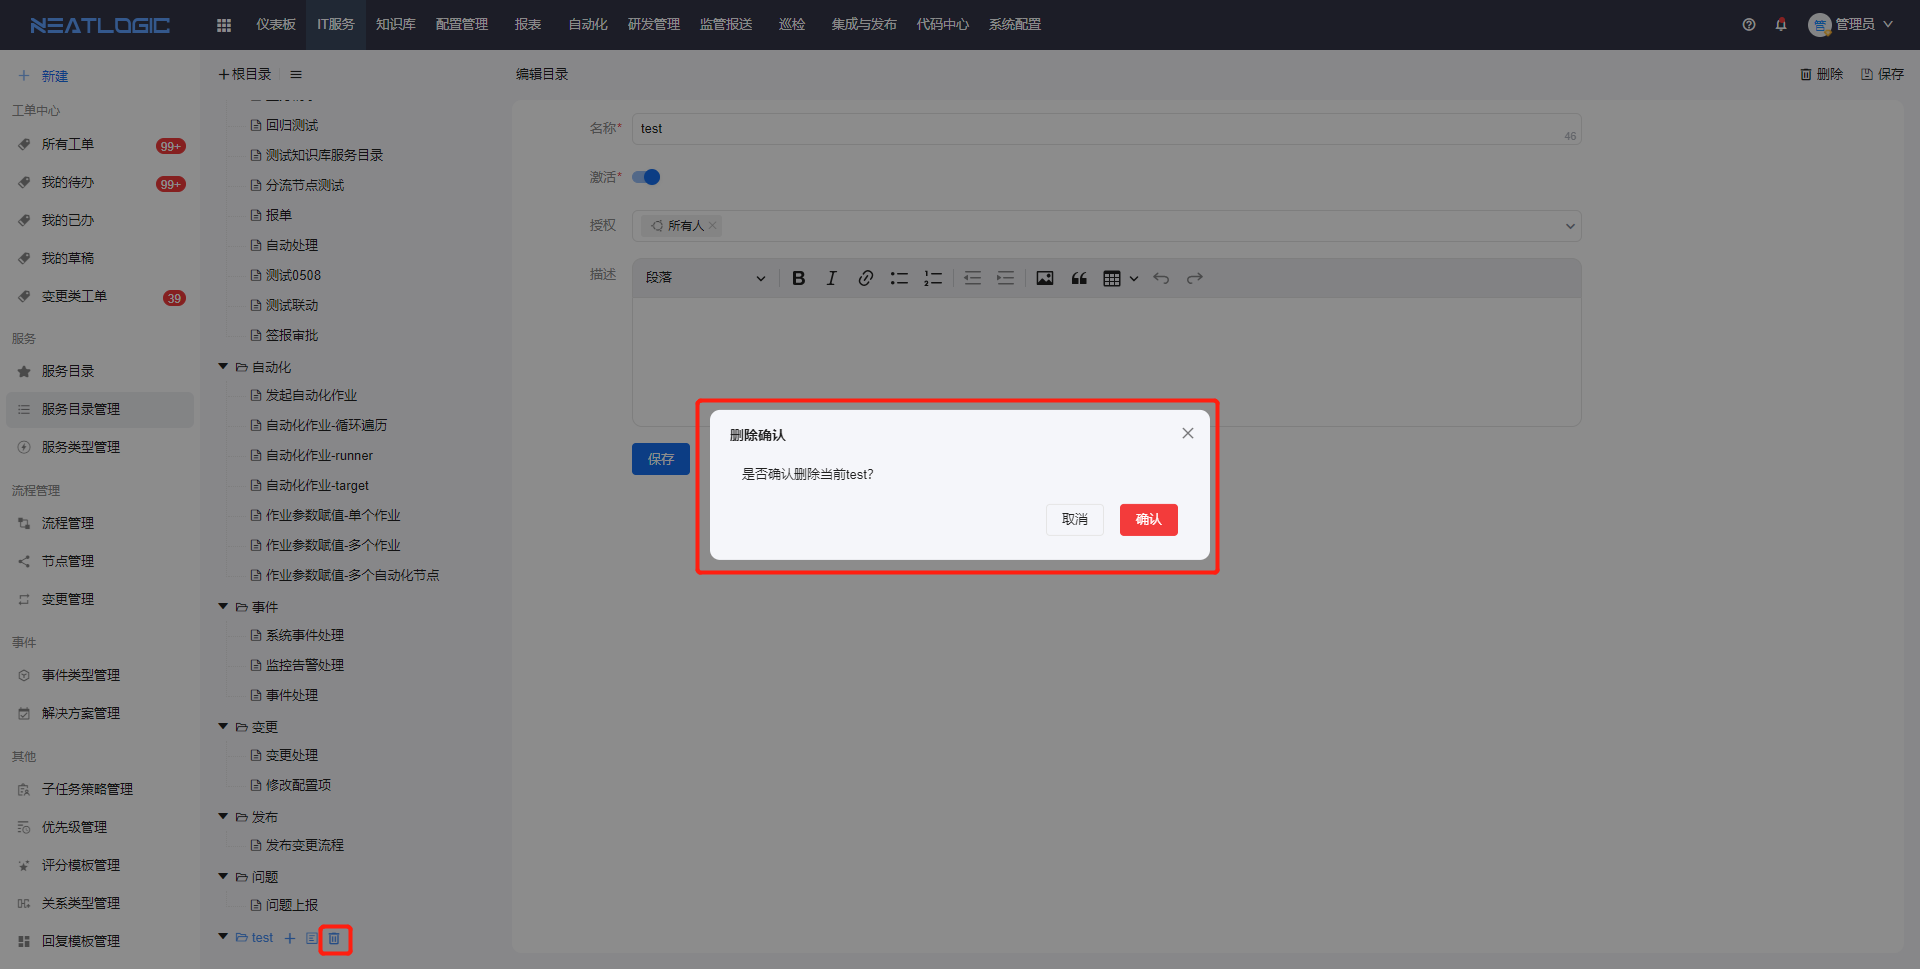 NEATLOGIC
仪表板 IT服务 知识库 配置管理 报表 自动化 研发管理 监管报送 巡检 集成与发布 代码中心 系统配置
管 管理员
新建
工单中心
所有工单 99+
我的待办 99+
我的已办
我的草稿
变更类工单 39
服务
服务目录
服务目录管理
服务类型管理
流程管理
流程管理
节点管理
变更管理
事件
事件类型管理
解决方案管理
其他
子任务策略管理
优先级管理
评分模板管理
关系类型管理
回复模板管理
根目录
回归测试
测试知识库服务目录
分流节点测试
报单
自动处理
测试0508
测试联动
签报审批
自动化
发起自动化作业
自动化作业-循环遍历
自动化作业-runner
自动化作业-target
作业参数赋值-单个作业
作业参数赋值-多个作业
作业参数赋值-多个自动化节点
事件
系统事件处理
监控告警处理
事件处理
变更
变更处理
修改配置项
发布
发布变更流程
问题
问题上报
test
编辑目录 删除 保存
名称* test 46
激活*
授权 所有人
描述 段落
保存
删除确认
是否确认删除当前test?
取消 确认